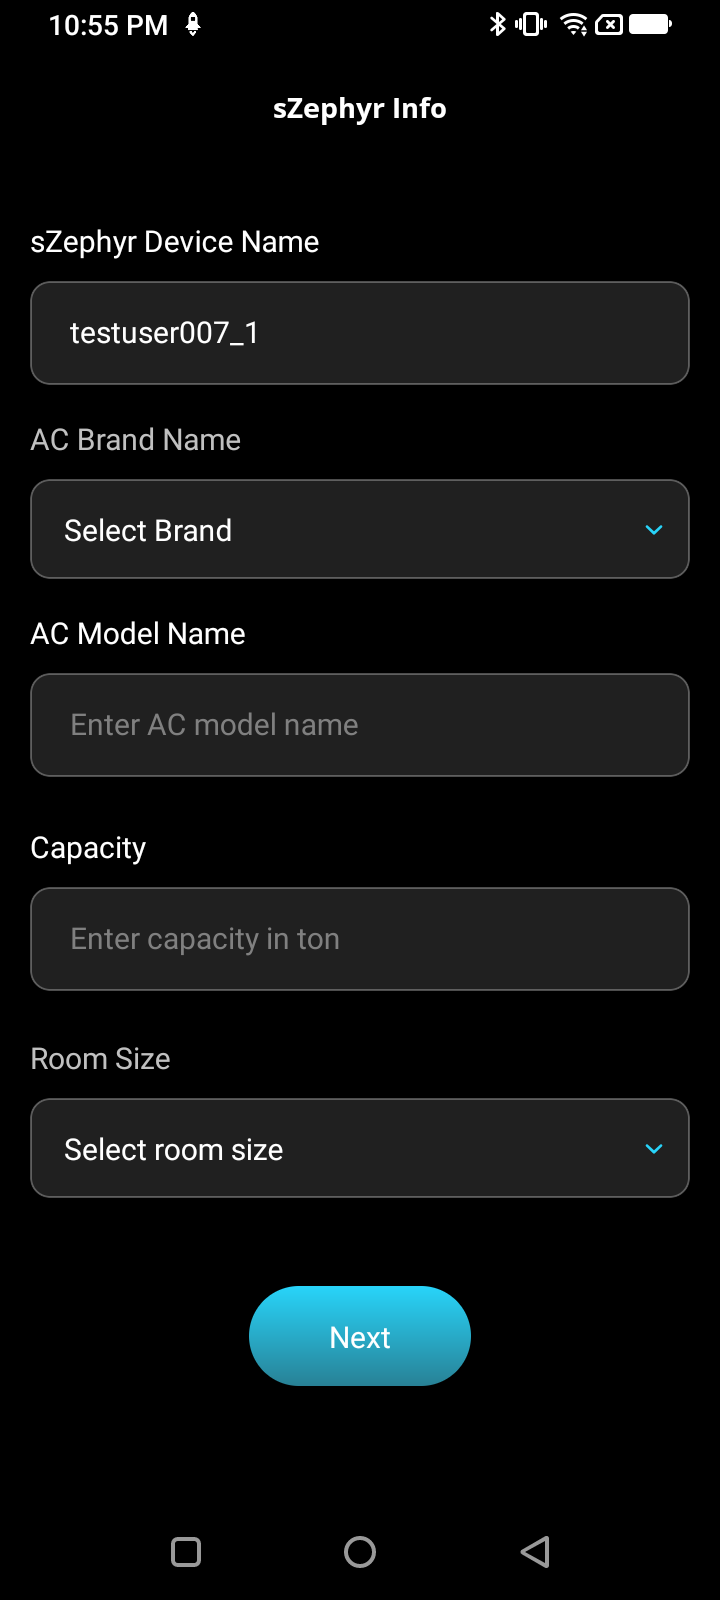 10:55 PM
sZephyr Info
sZephyr Device Name
testuser007_1
AC Brand Name
Select Brand
AC Model Name
Enter AC model name
Capacity
Enter capacity in ton
Room Size
Select room size
Next